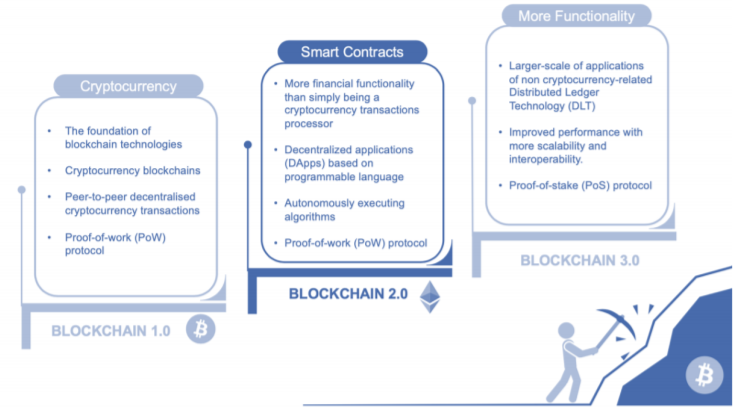 Cryptocurrency
• The foundation of
blockchain technologies
• Cryptocurrency blockchains
• Peer-to-peer decentralised
cryptocurrency transactions
• Proof-of-work (PoW)
protocol
BLOCKCHAIN 1.0
Smart Contracts
• More financial functionality
than simply being a
cryptocurrency transactions
processor
• Decentralized applications
(DApps) based on
programmable language
• Autonomously executing
algorithms
• Proof-of-work (PoW) protocol
BLOCKCHAIN 2.0
More Functionality
• Larger-scale of applications
of non cryptocurrency-related
Distributed Ledger
Technology (DLT)
• Improved performance with
more scalability and
interoperability.
• Proof-of-stake (PoS) protocol
BLOCKCHAIN 3.0